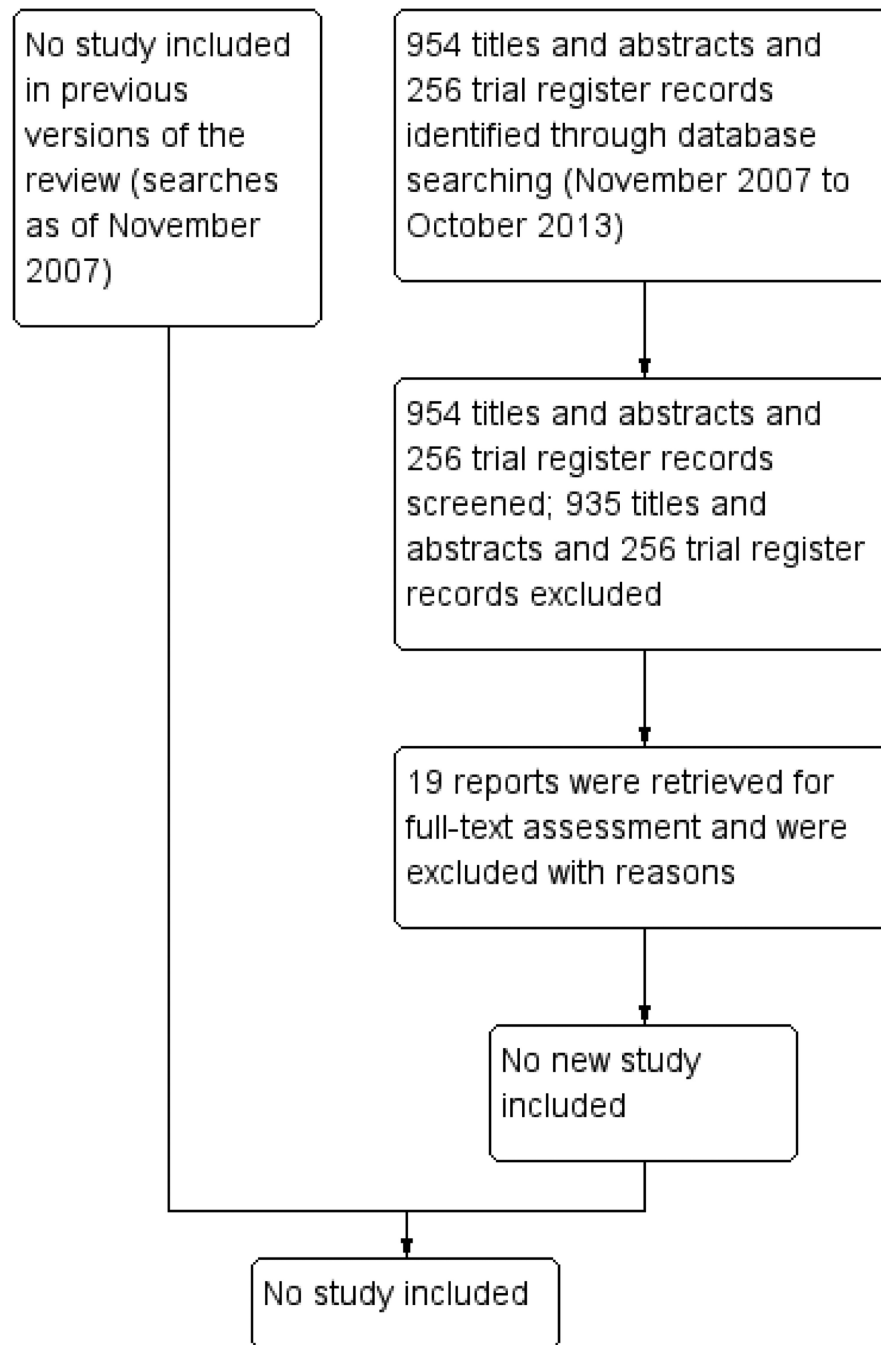 No study included
in previous
versions of the
review (searches
as of November
2007)
954 titles and abstracts and
256 trial register records
identified through database
searching (November 2007 to
October 2013)
954 titles and abstracts and
256 trial register records
screened; 935 titles and
abstracts and 256 trial register
records excluded
19 reports were retrieved for
full-text assessment and were
excluded with reasons
No new study
included
No study included